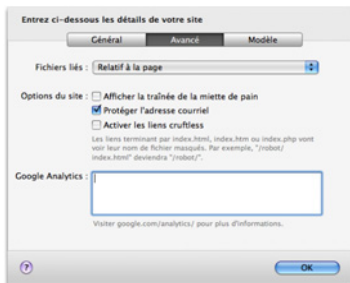 Entrez ci-dessous les détails de votre site
Général Avancé Modèle
Fichiers liés : Relatif à la page
Options du site : Afficher la traînée de la miette de pain
Protéger l'adresse courriel
Activer les liens cruftless
Les liens terminant par index.html, index.htm ou index.php vont
voir leur nom de fichier masqués. Par exemple, "/robot/
index.html" deviendra "/robot/".
Google Analytics :
Visiter google.com/analytics/ pour plus d'informations.
? OK